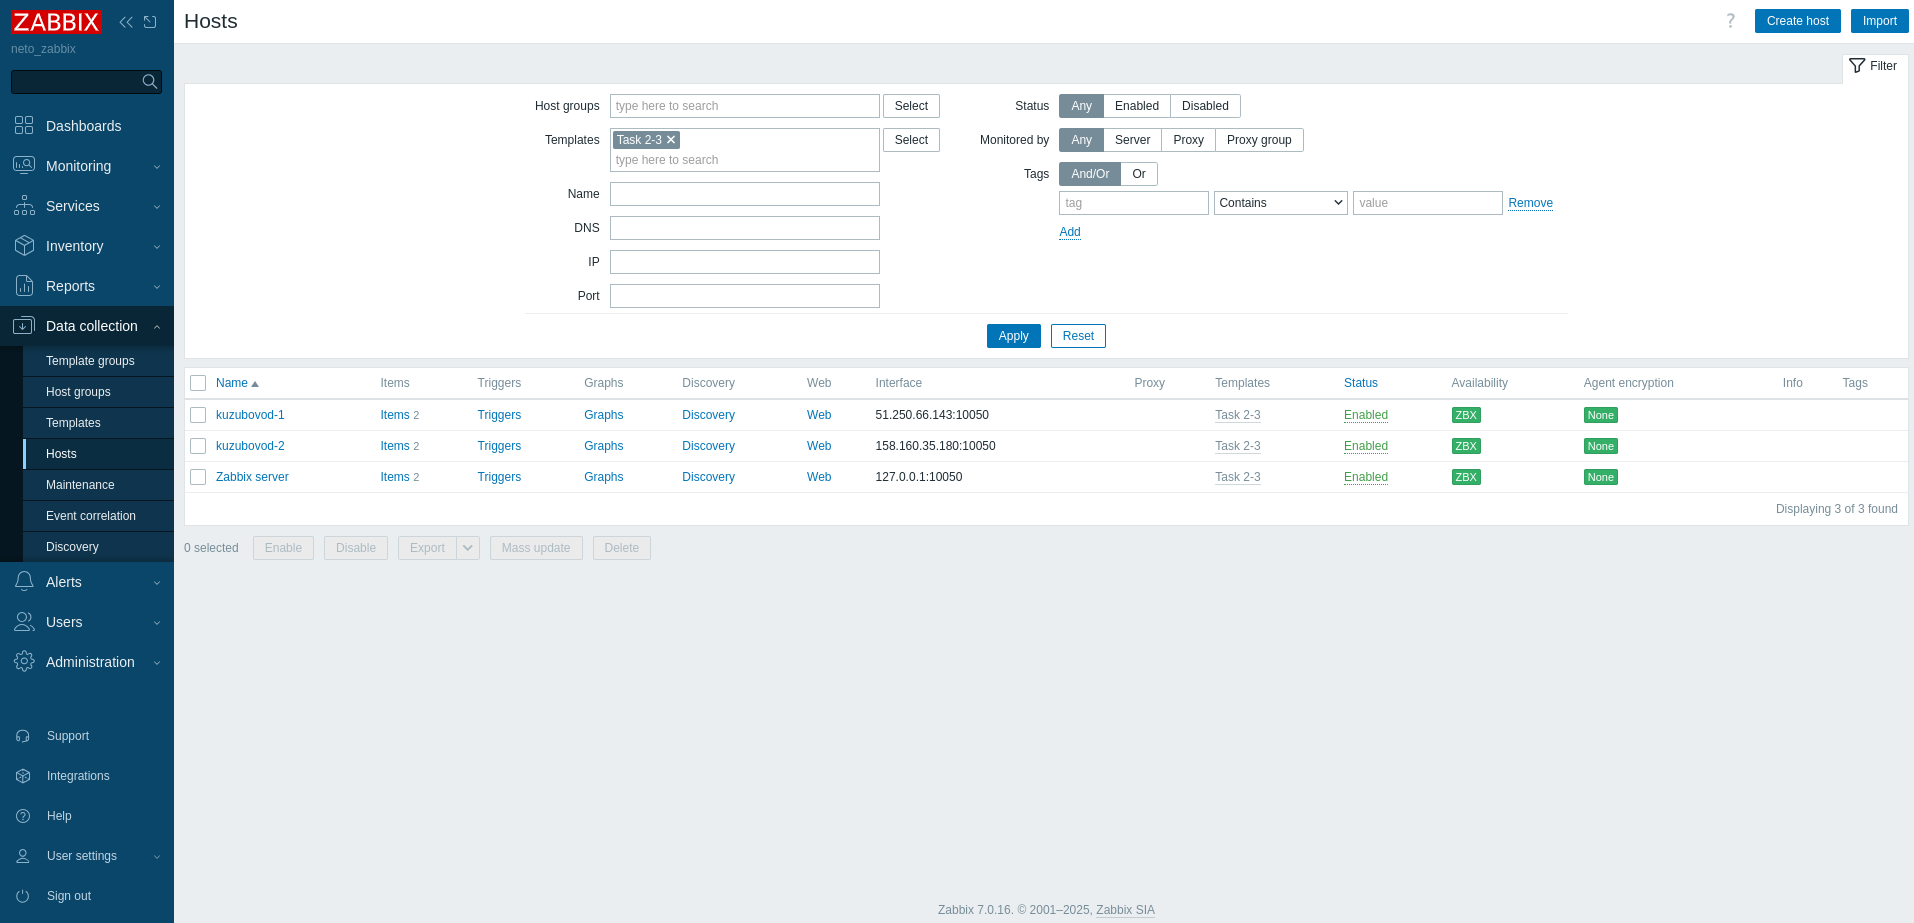 ZABBIX
neto_zabbix
Dashboards
Monitoring
Services
Inventory
Reports
Data collection
Template groups
Host groups
Templates
Hosts
Maintenance
Event correlation
Discovery
Alerts
Users
Administration
Support
Integrations
Help
User settings
Sign out
Hosts
? Create host Import
Filter
Host groups type here to search Select
Templates Task 2-3 Select
type here to search
Name
DNS
IP
Port
Status Any Enabled Disabled
Monitored by Any Server Proxy Proxy group
Tags And/Or Or
tag Contains value Remove
Add
Apply Reset
Name Items Triggers Graphs Discovery Web Interface Proxy Templates Status Availability Agent encryption Info Tags
kuzubovod-1 Items 2 Triggers Graphs Discovery Web 51.250.66.143:10050 Task 2-3 Enabled ZBX None
kuzubovod-2 Items 2 Triggers Graphs Discovery Web 158.160.35.180:10050 Task 2-3 Enabled ZBX None
Zabbix server Items 2 Triggers Graphs Discovery Web 127.0.0.1:10050 Task 2-3 Enabled ZBX None
Displaying 3 of 3 found
0 selected Enable Disable Export Mass update Delete
Zabbix 7.0.16. © 2001–2025, Zabbix SIA